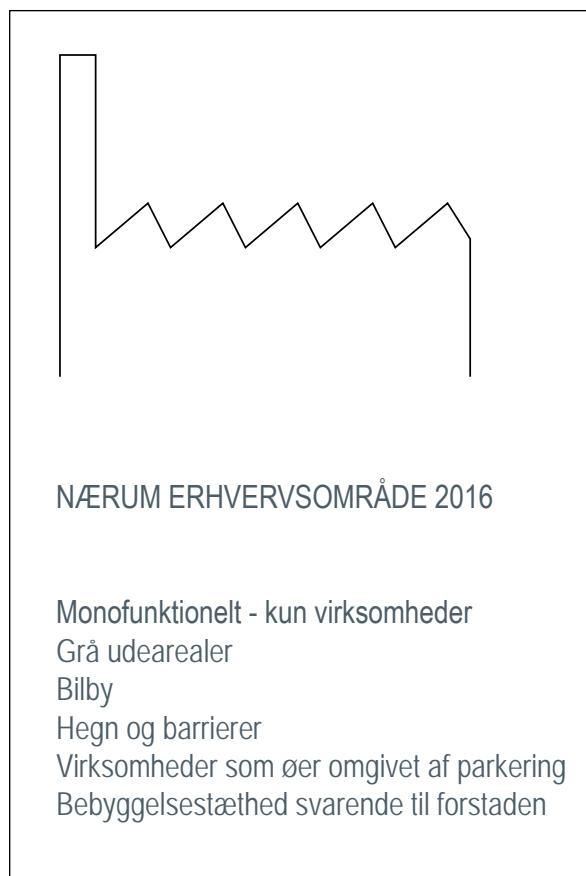 NÆRUM ERHVERVSOMRÅDE 2016
Monofunktionelt - kun virksomheder
Grå udearealer
Bilby
Hegn og barrierer
Virksomheder som øer omgivet af parkering
Bebyggelsestæthed svarende til forstaden